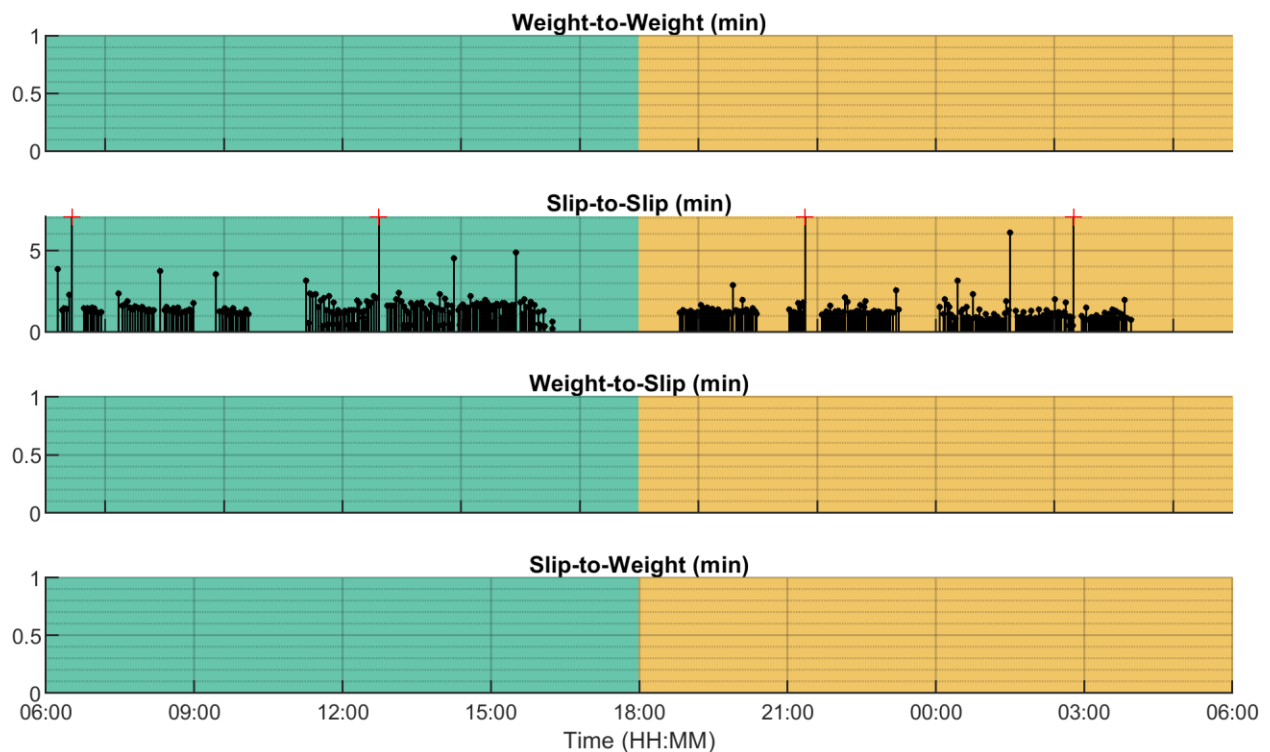 Weight-to-Weight (min)
1
0.5
0
Slip-to-Slip (min)
5
0
Weight-to-Slip (min)
1
0.5
0
Slip-to-Weight (min)
1
0.5
0
06:00 09:00 12:00 15:00 18:00 21:00 00:00 03:00 06:00
Time (HH:MM)